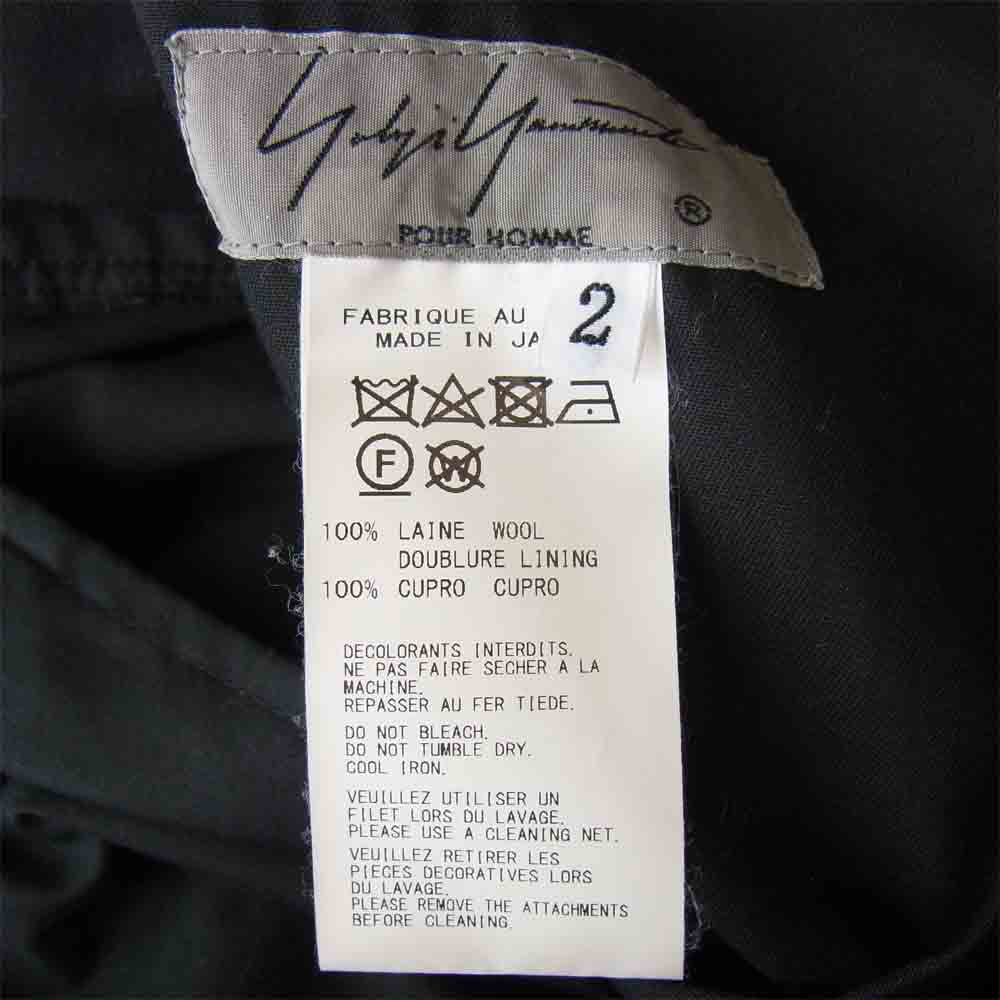 Yohji Yamamoto
®
POUR HOMME
FABRIQUE AU
2
MADE IN JA
F
W
100% LAINE WOOL
DOUBLURE LINING
100% CUPRO CUPRO
DECOLORANTS INTERDITS.
NE PAS FAIRE SECHER A LA
MACHINE.
REPASSER AU FER TIEDE.
DO NOT BLEACH.
DO NOT TUMBLE DRY.
COOL IRON.
VEUILLEZ UTILISER UN
FILET LORS DU LAVAGE.
PLEASE USE A CLEANING NET.
VEUILLEZ RETIRER LES
PIECES DECORATIVES LORS
DU LAVAGE.
PLEASE REMOVE THE ATTACHMENTS
BEFORE CLEANING.